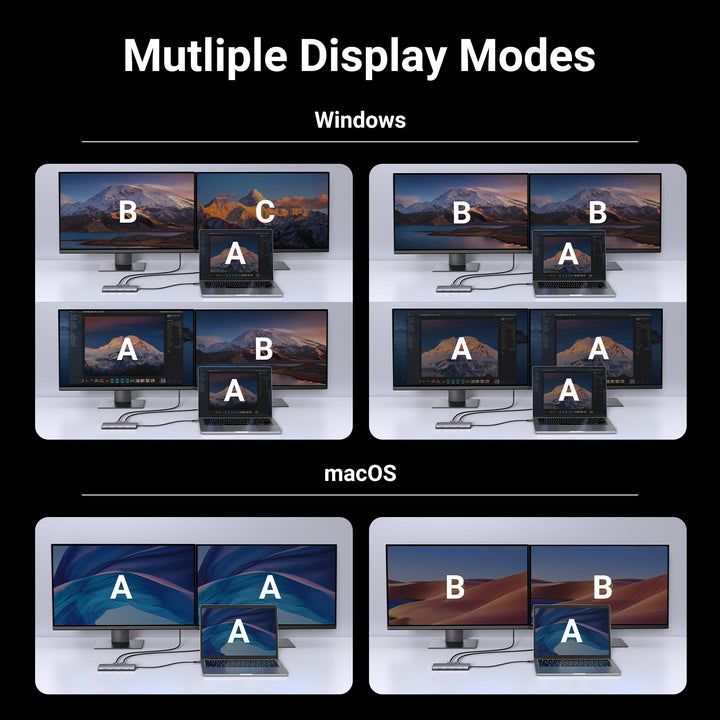 Mutliple Display Modes
Windows
B C B B
A A
A B A A
A A
macOS
A A B B
A A